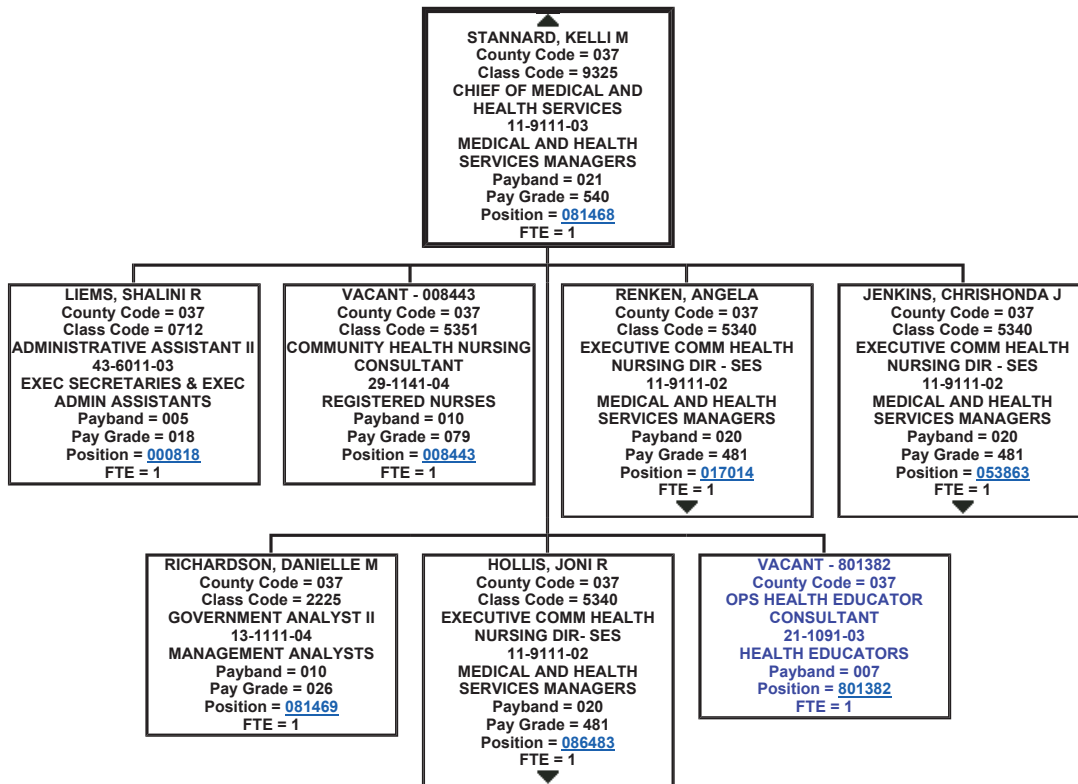 STANNARD, KELLI M
County Code = 037
Class Code = 9325
CHIEF OF MEDICAL AND
HEALTH SERVICES
11-9111-03
MEDICAL AND HEALTH
SERVICES MANAGERS
Payband = 021
Pay Grade = 540
Position = 081468
FTE = 1
LIEMS, SHALINI R
County Code = 037
Class Code = 0712
ADMINISTRATIVE ASSISTANT II
43-6011-03
EXEC SECRETARIES & EXEC
ADMIN ASSISTANTS
Payband = 005
Pay Grade = 018
Position = 000818
FTE = 1
VACANT - 008443
County Code = 037
Class Code = 5351
COMMUNITY HEALTH NURSING
CONSULTANT
29-1141-04
REGISTERED NURSES
Payband = 010
Pay Grade = 079
Position = 008443
FTE = 1
RENKEN, ANGELA
County Code = 037
Class Code = 5340
EXECUTIVE COMM HEALTH
NURSING DIR - SES
11-9111-02
MEDICAL AND HEALTH
SERVICES MANAGERS
Payband = 020
Pay Grade = 481
Position = 017014
FTE = 1
JENKINS, CHRISHONDA J
County Code = 037
Class Code = 5340
EXECUTIVE COMM HEALTH
NURSING DIR - SES
11-9111-02
MEDICAL AND HEALTH
SERVICES MANAGERS
Payband = 020
Pay Grade = 481
Position = 053863
FTE = 1
RICHARDSON, DANIELLE M
County Code = 037
Class Code = 2225
GOVERNMENT ANALYST II
13-1111-04
MANAGEMENT ANALYSTS
Payband = 010
Pay Grade = 026
Position = 081469
FTE = 1
HOLLIS, JONI R
County Code = 037
Class Code = 5340
EXECUTIVE COMM HEALTH
NURSING DIR- SES
11-9111-02
MEDICAL AND HEALTH
SERVICES MANAGERS
Payband = 020
Pay Grade = 481
Position = 086483
FTE = 1
VACANT - 801382
County Code = 037
OPS HEALTH EDUCATOR
CONSULTANT
21-1091-03
HEALTH EDUCATORS
Payband = 007
Position = 801382
FTE = 1